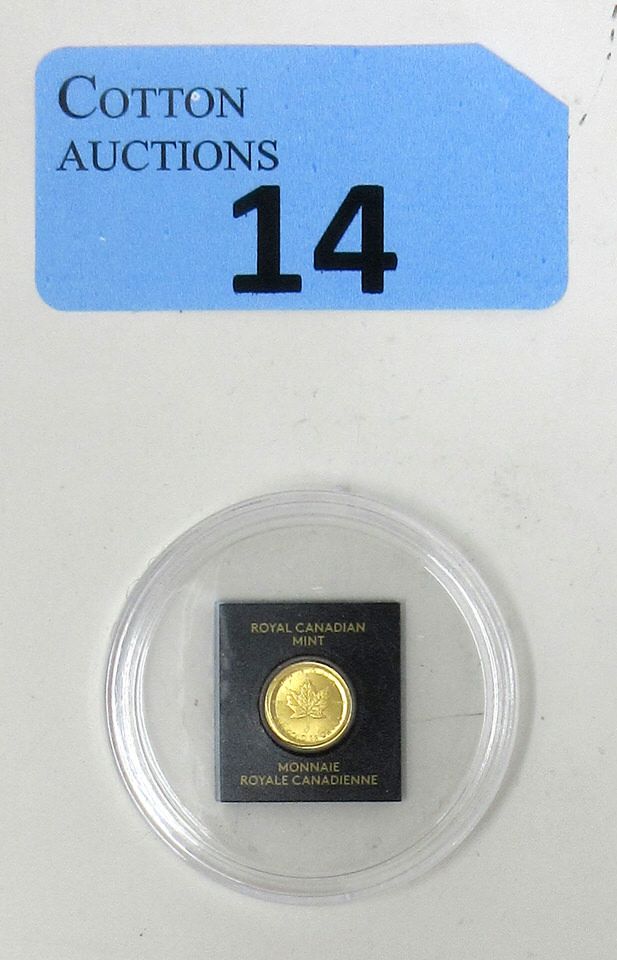 COTTON
AUCTIONS
14
ROYAL CANADIAN
MINT
MONNAIE
ROYALE CANADIENNE